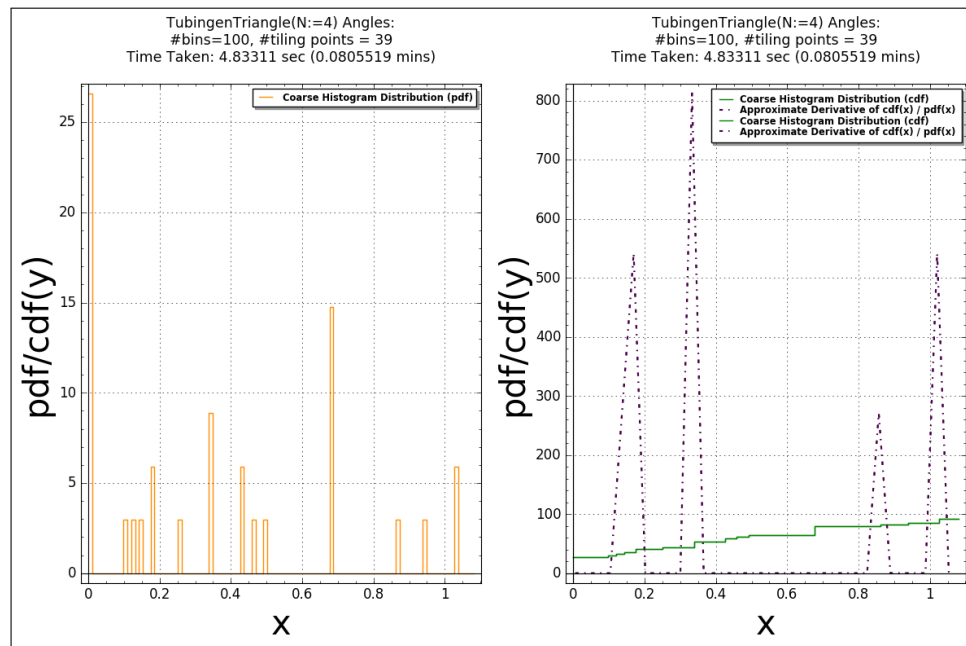 TubingenTriangle(N:=4) Angles:
#bins=100, #tiling points = 39
Time Taken: 4.83311 sec (0.0805519 mins)
Coarse Histogram Distribution (pdf)
25
20
15
10
5
0
pdf/cdf(y)
0
0.2
0.4
0.6
0.8
1
x
TubingenTriangle(N:=4) Angles:
#bins=100, #tiling points = 39
Time Taken: 4.83311 sec (0.0805519 mins)
Coarse Histogram Distribution (cdf)
Approximate Derivative of cdf(x) / pdf(x)
Coarse Histogram Distribution (cdf)
Approximate Derivative of cdf(x) / pdf(x)
800
700
600
500
400
300
200
100
0
pdf/cdf(y)
0
0.2
0.4
0.6
0.8
1
x